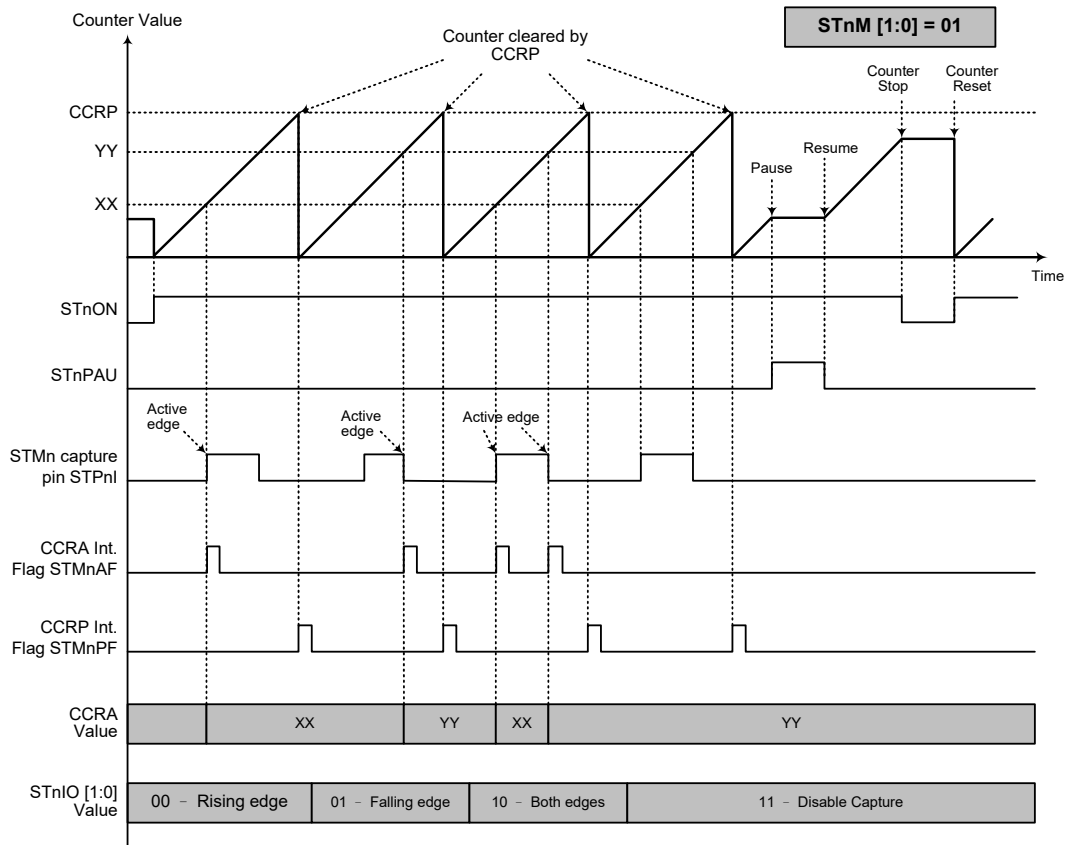 Counter Value
STnM [1:0] = 01
Counter cleared by
CCRP
Counter
Stop
Counter
Reset
CCRP
YY
XX
Pause
Resume
Time
STnON
STnPAU
Active
edge
Active
edge
Active edge
STMn capture
pin STPnI
CCRA Int.
Flag STMnAF
CCRP Int.
Flag STMnPF
CCRA
Value
XX
YY
XX
YY
STnIO [1:0]
Value
00 – Rising edge
01 – Falling edge
10 – Both edges
11 – Disable Capture